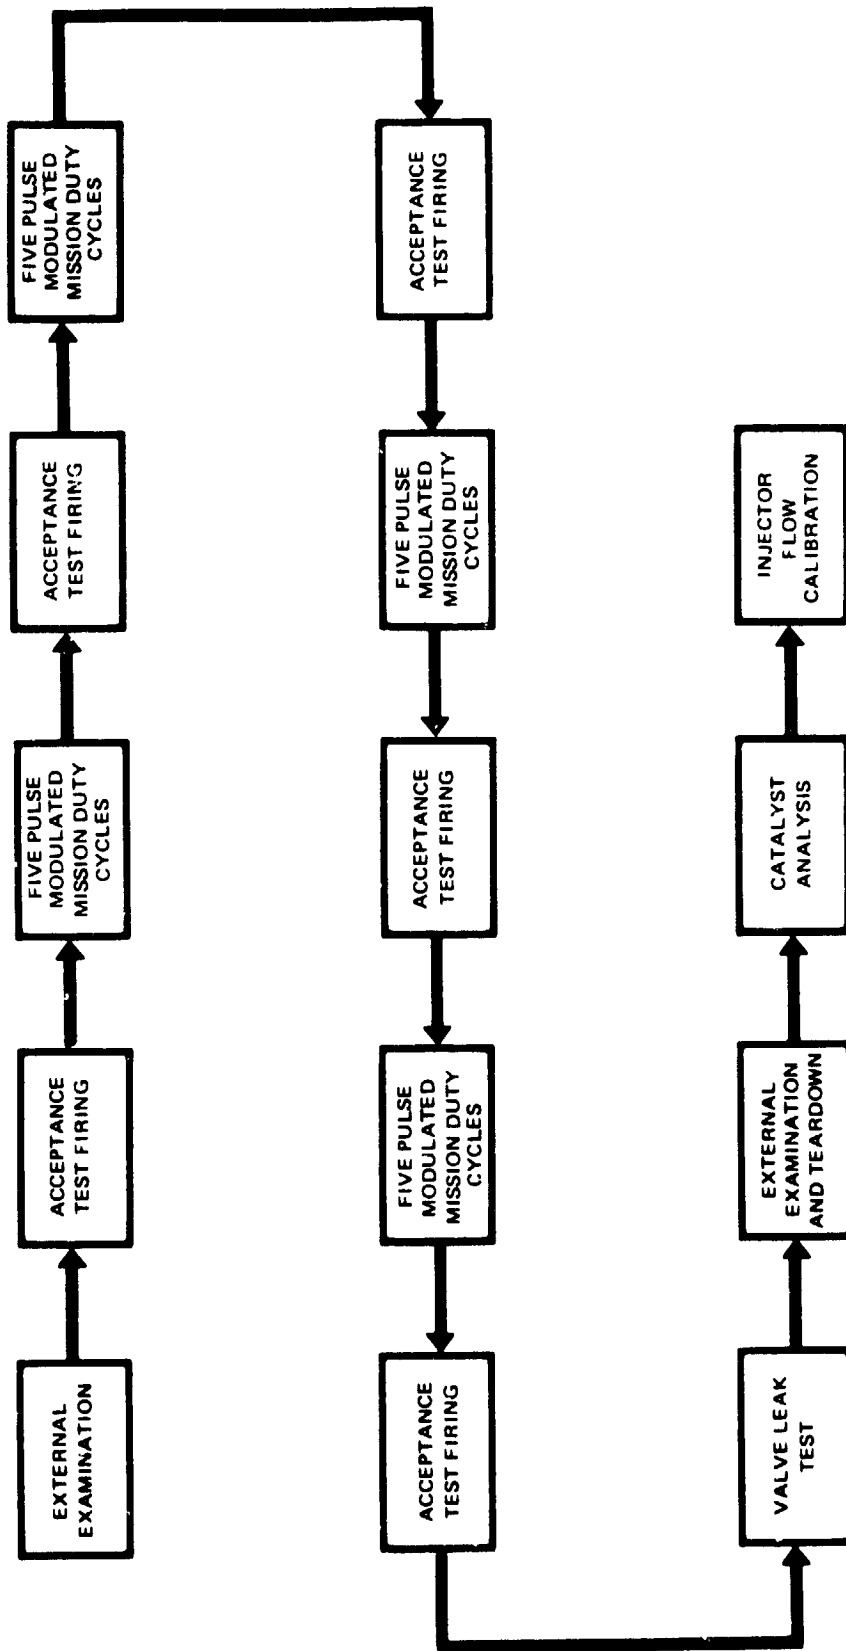 EXTERNAL
EXAMINATION
ACCEPTANCE
TEST FIRING
FIVE PULSE
MODULATED
MISSION DUTY
CYCLES
ACCEPTANCE
TEST FIRING
FIVE PULSE
MODULATED
MISSION DUTY
CYCLES
ACCEPTANCE
TEST FIRING
FIVE PULSE
MODULATED
MISSION DUTY
CYCLES
ACCEPTANCE
TEST FIRING
FIVE PULSE
MODULATED
MISSION DUTY
CYCLES
ACCEPTANCE
TEST FIRING
VALVE LEAK
TEST
EXTERNAL
EXAMINATION
AND TEARDOWN
CATALYST
ANALYSIS
INJECTOR
FLOW
CALIBRATION